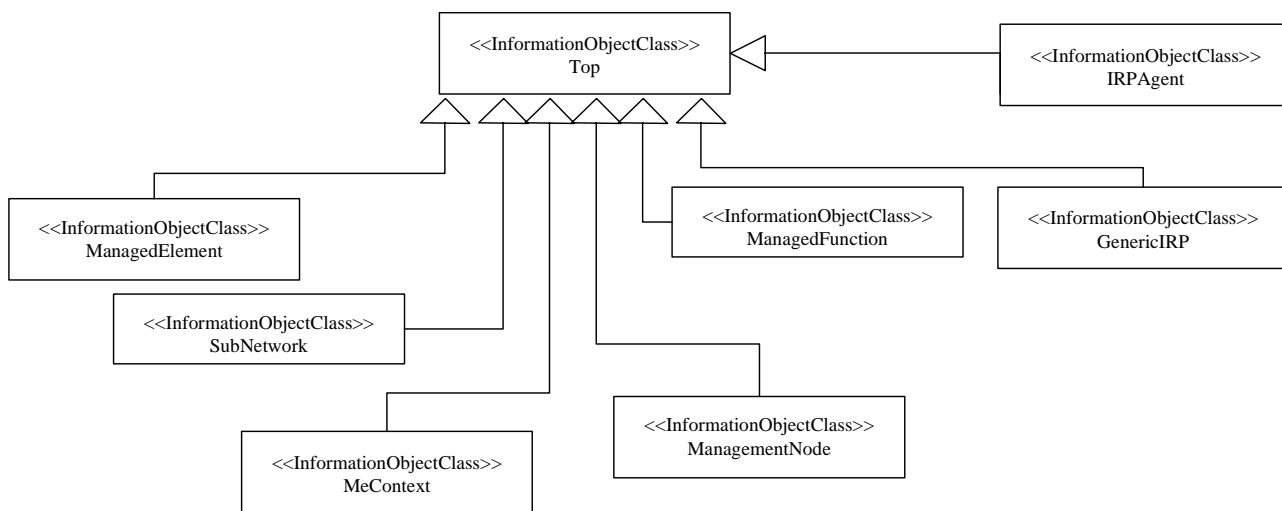 <<InformationObjectClass>>
Top
<<InformationObjectClass>>
IRPAgent
<<InformationObjectClass>>
ManagedElement
<<InformationObjectClass>>
ManagedFunction
<<InformationObjectClass>>
GenericIRP
<<InformationObjectClass>>
SubNetwork
<<InformationObjectClass>>
ManagementNode
<<InformationObjectClass>>
MeContext